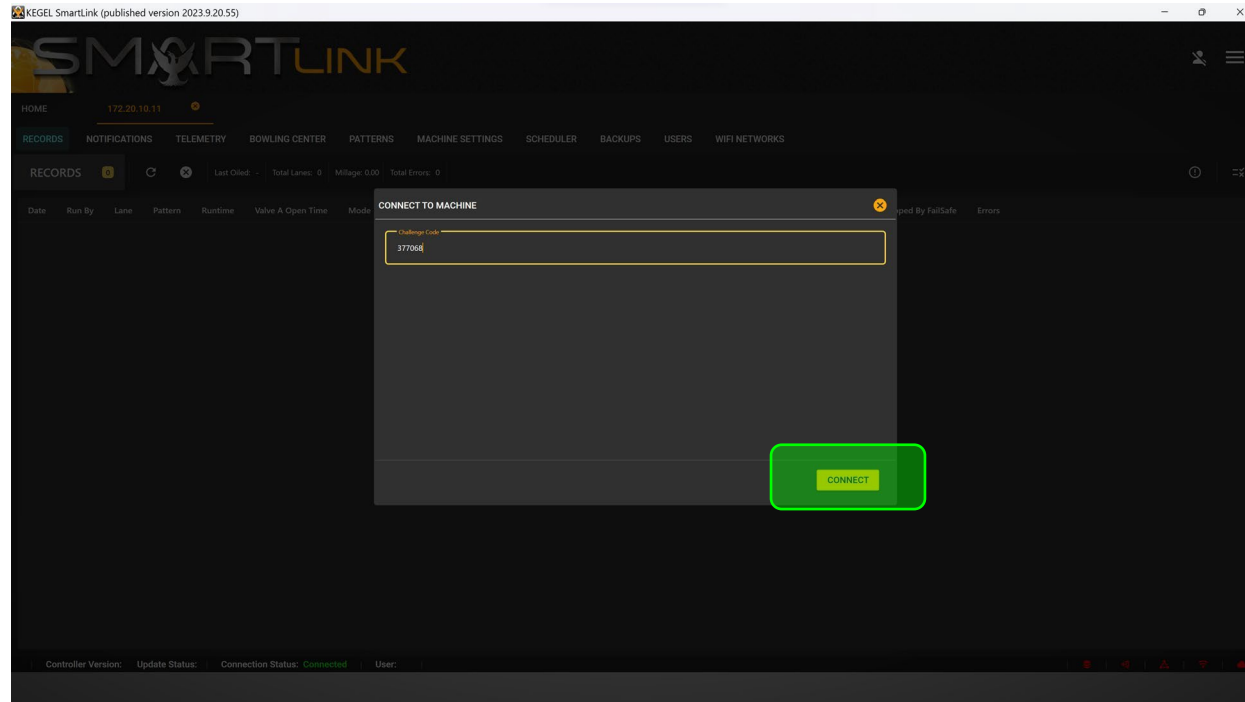 KEGEL SmartLink (published version 2023.9.20.55)
SMARTLINK
HOME 172.20.10.11
RECORDS NOTIFICATIONS TELEMETRY BOWLING CENTER PATTERNS MACHINE SETTINGS SCHEDULER BACKUPS USERS WIFI NETWORKS
RECORDS 0 Last Oiled: - Total Lanes: 0 Millage: 0.00 Total Errors: 0
Date Run By Lane Pattern Runtime Valve A Open Time Mode By FailSafe Errors
CONNECT TO MACHINE
Challenge Code
377068
CONNECT
Controller Version: Update Status: Connection Status: Connected User: